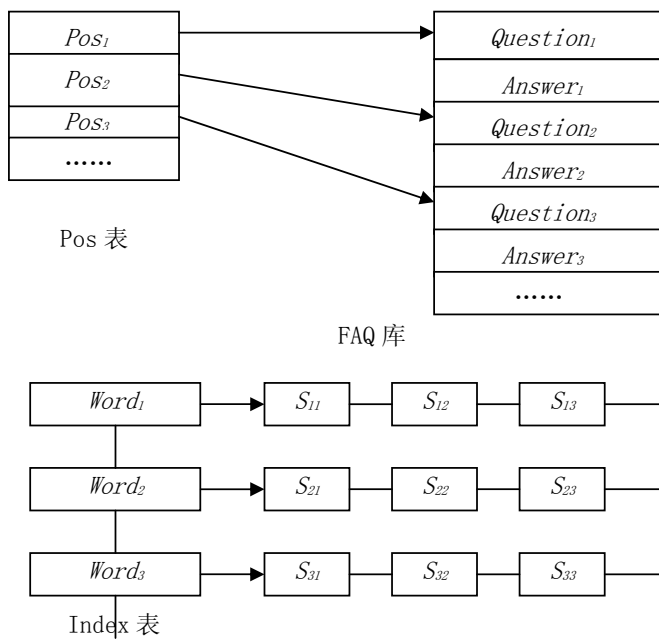 Pos₁
Pos₂
Pos₃
……
Pos 表
Question₁
Answer₁
Question₂
Answer₂
Question₃
Answer₃
……
FAQ 库
Word₁ S₁₁ S₁₂ S₁₃
Word₂ S₂₁ S₂₂ S₂₃
Word₃ S₃₁ S₃₂ S₃₃
Index 表